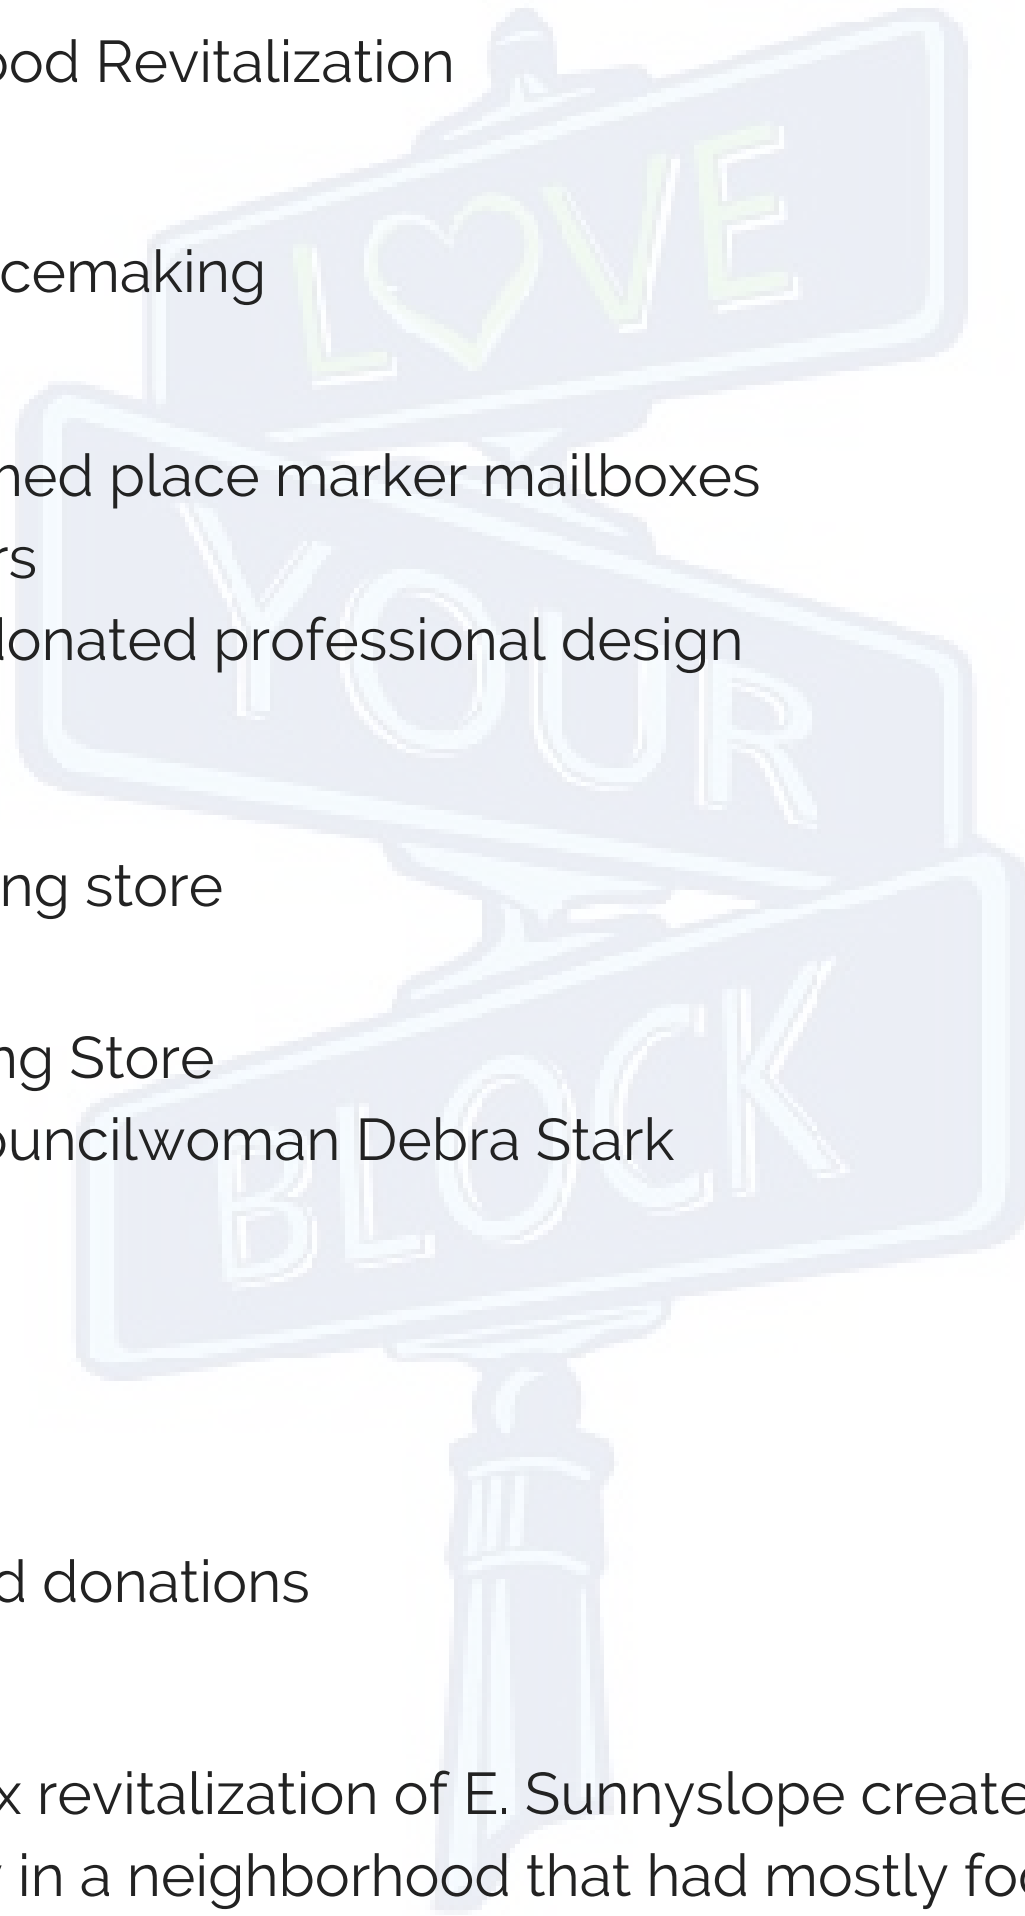 ood Revitalization
LOVE
cemaking
ned place marker mailboxes
rs
YOUR
donated professional design
ng store
ng Store
ouncilwoman Debra Stark
BLOCK
d donations
x revitalization of E. Sunnyslope create
in a neighborhood that had mostly foc